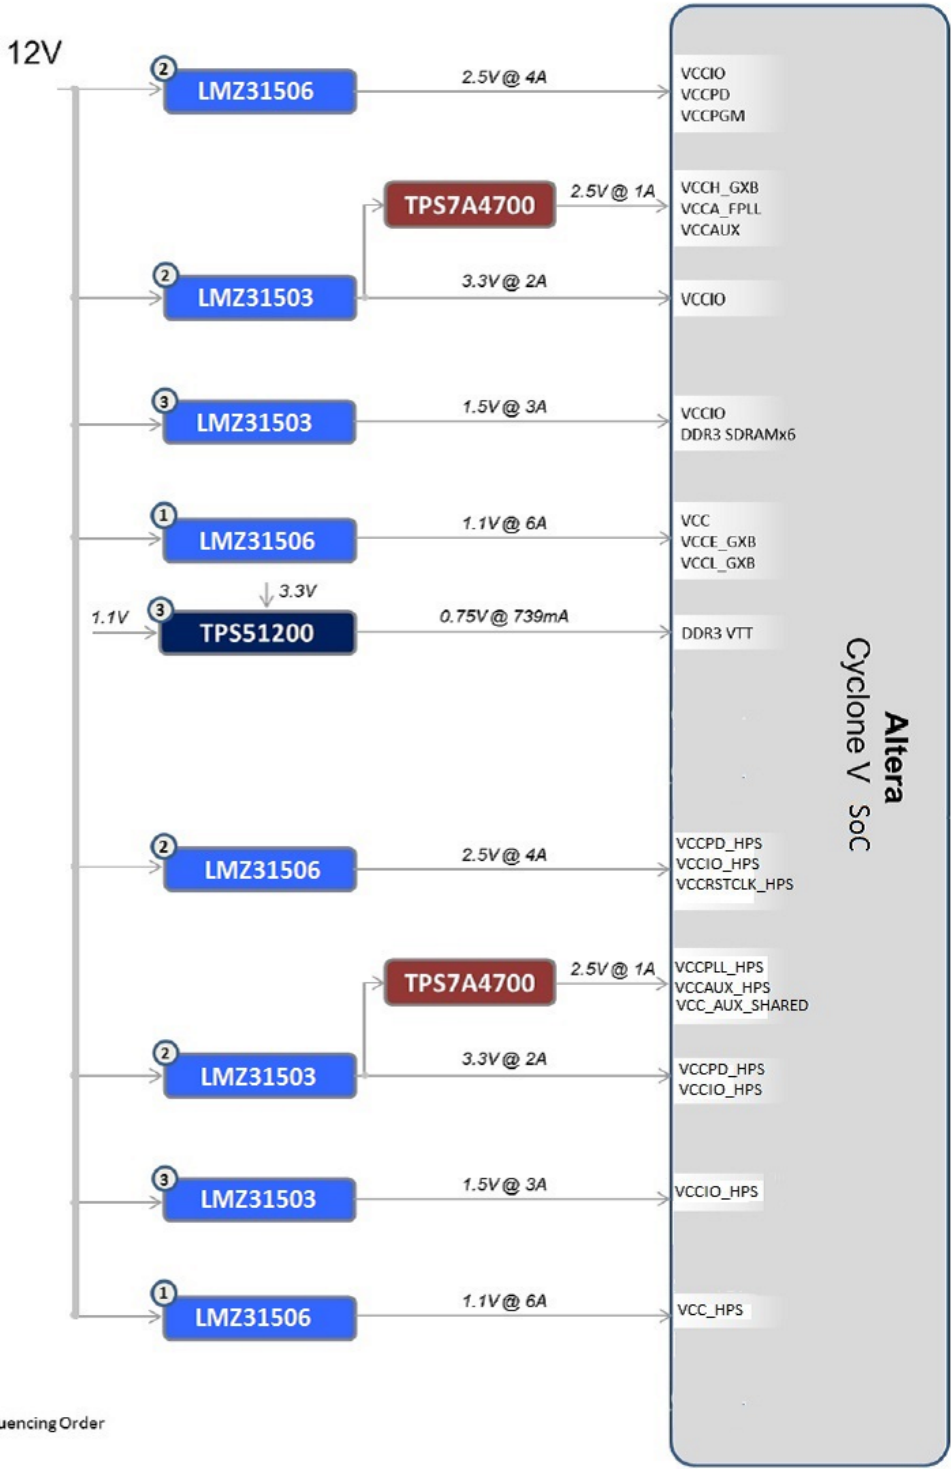 12V
2
LMZ31506
2.5V @ 4A
VCCIO
VCCPD
VCCPGM
TPS7A4700
2.5V @ 1A
VCCH_GXB
VCCA_FPLL
VCCAUX
2
LMZ31503
3.3V @ 2A
VCCIO
3
LMZ31503
1.5V @ 3A
VCCIO
DDR3 SDRAMx6
1
LMZ31506
1.1V @ 6A
VCC
VCCE_GXB
VCCL_GXB
3.3V
1.1V
3
TPS51200
0.75V @ 739mA
DDR3 VTT
Altera
Cyclone V SoC
2
LMZ31506
2.5V @ 4A
VCCPD_HPS
VCCIO_HPS
VCCRSTCLK_HPS
TPS7A4700
2.5V @ 1A
VCCPLL_HPS
VCCAUX_HPS
VCC_AUX_SHARED
2
LMZ31503
3.3V @ 2A
VCCPD_HPS
VCCIO_HPS
3
LMZ31503
1.5V @ 3A
VCCIO_HPS
1
LMZ31506
1.1V @ 6A
VCC_HPS
uencing Order